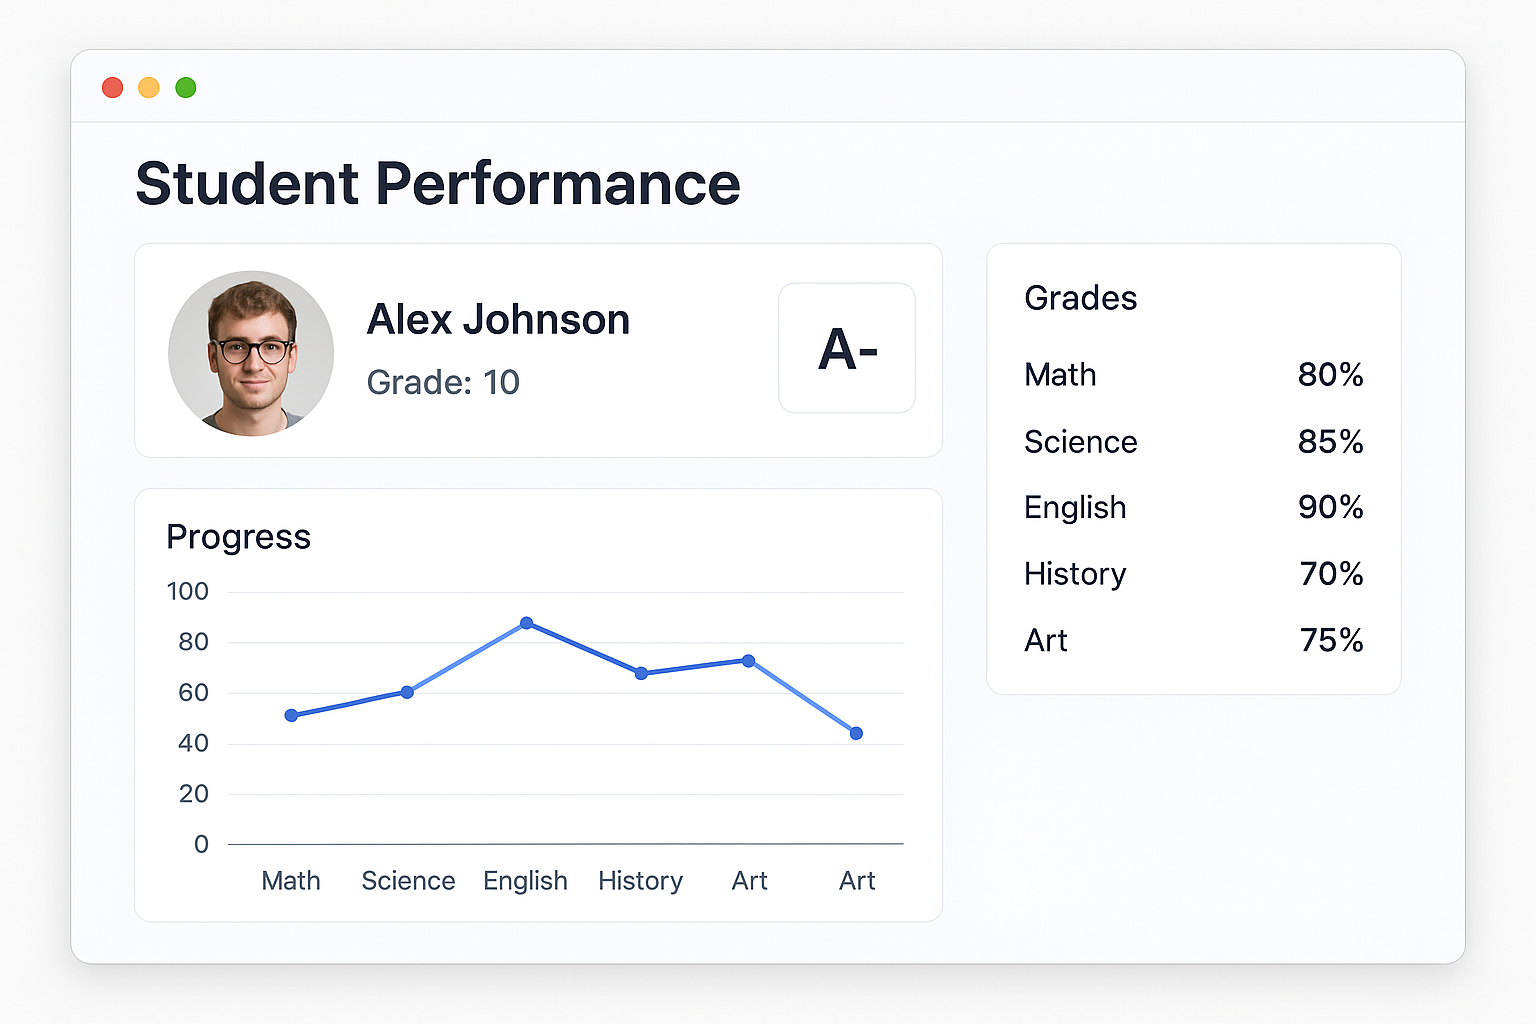 Student Performance
Alex Johnson
Grade: 10
A-
Grades
Math 80%
Science 85%
English 90%
History 70%
Art 75%
Progress
100
80
60
40
20
0
Math Science English History Art Art